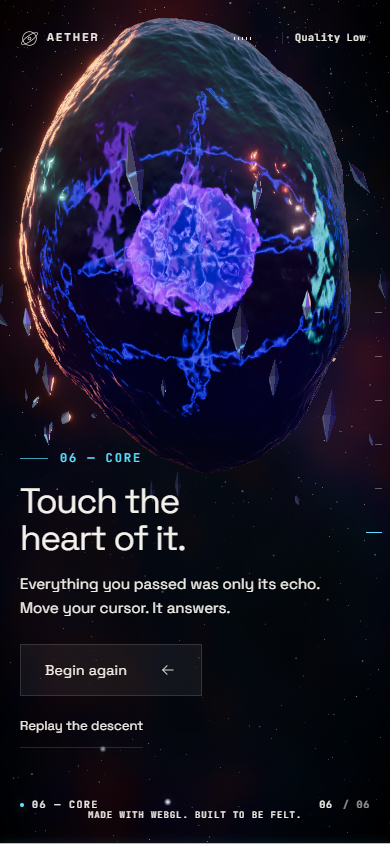 AETHER
Quality Low
06 — CORE
Touch the
heart of it.
Everything you passed was only its echo.
Move your cursor. It answers.
Begin again ←
Replay the descent
06 — CORE
06 / 06
MADE WITH WEBGL. BUILT TO BE FELT.